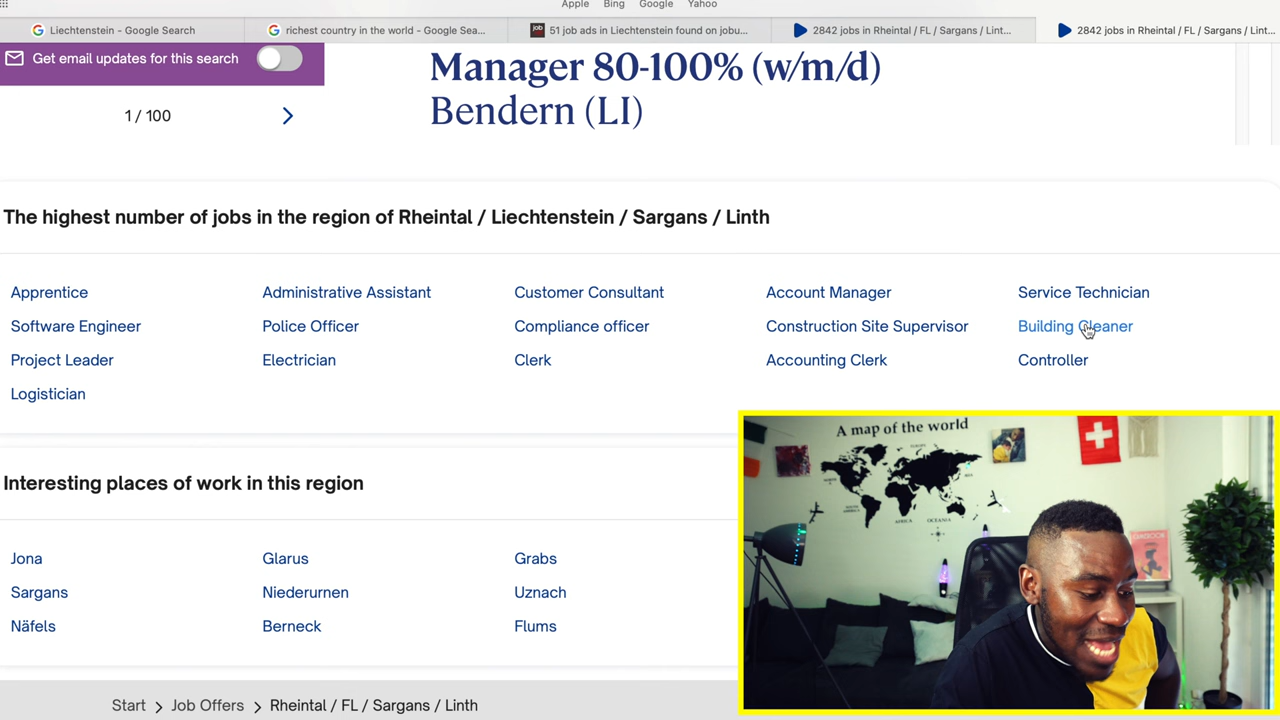 Apple Bing Google Yahoo
Liechtenstein - Google Search
richest country in the world - Google Sea...
job
51 job ads in Liechtenstein found on jobu...
2842 jobs in Rheintal / FL / Sargans / Lint...
2842 jobs in Rheintal / FL / Sargans / Lint...
Get email updates for this search
1 / 100
Manager 80-100% (w/m/d)
Bendern (LI)
The highest number of jobs in the region of Rheintal / Liechtenstein / Sargans / Linth
Apprentice Administrative Assistant Customer Consultant Account Manager Service Technician
Software Engineer Police Officer Compliance officer Construction Site Supervisor Building Cleaner
Project Leader Electrician Clerk Accounting Clerk Controller
Logistician
Interesting places of work in this region
Jona Glarus Grabs
Sargans Niederurnen Uznach
Näfels Berneck Flums
Start > Job Offers > Rheintal / FL / Sargans / Linth
A map of the world
AFRICA
OCEANIA